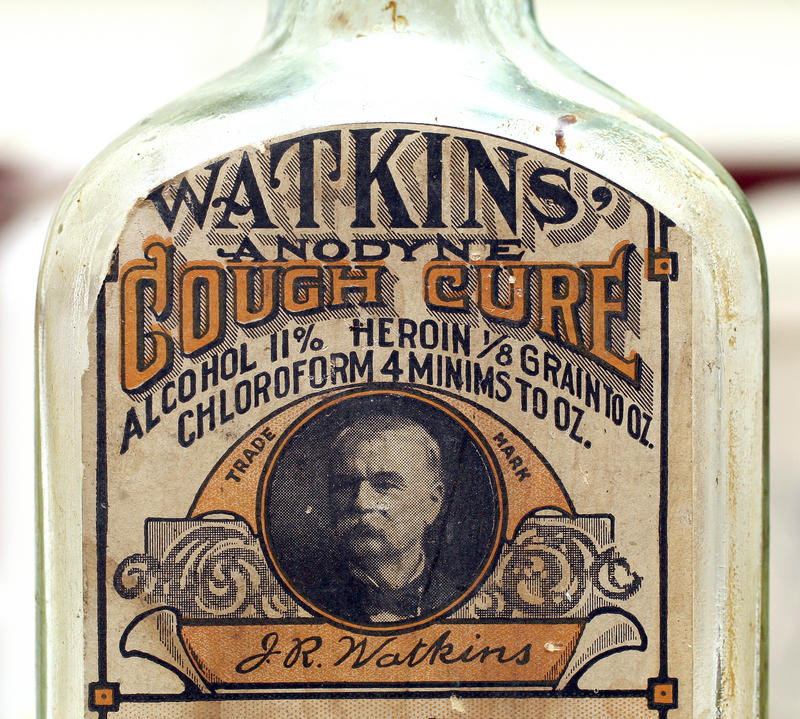 WATKINS'
ANODYNE
COUGH CURE
ALCOHOL 11% HEROIN 1/8 GRAIN TO OZ.
CHLOROFORM 4 MINIMS TO OZ.
TRADE MARK
J.R. Watkins